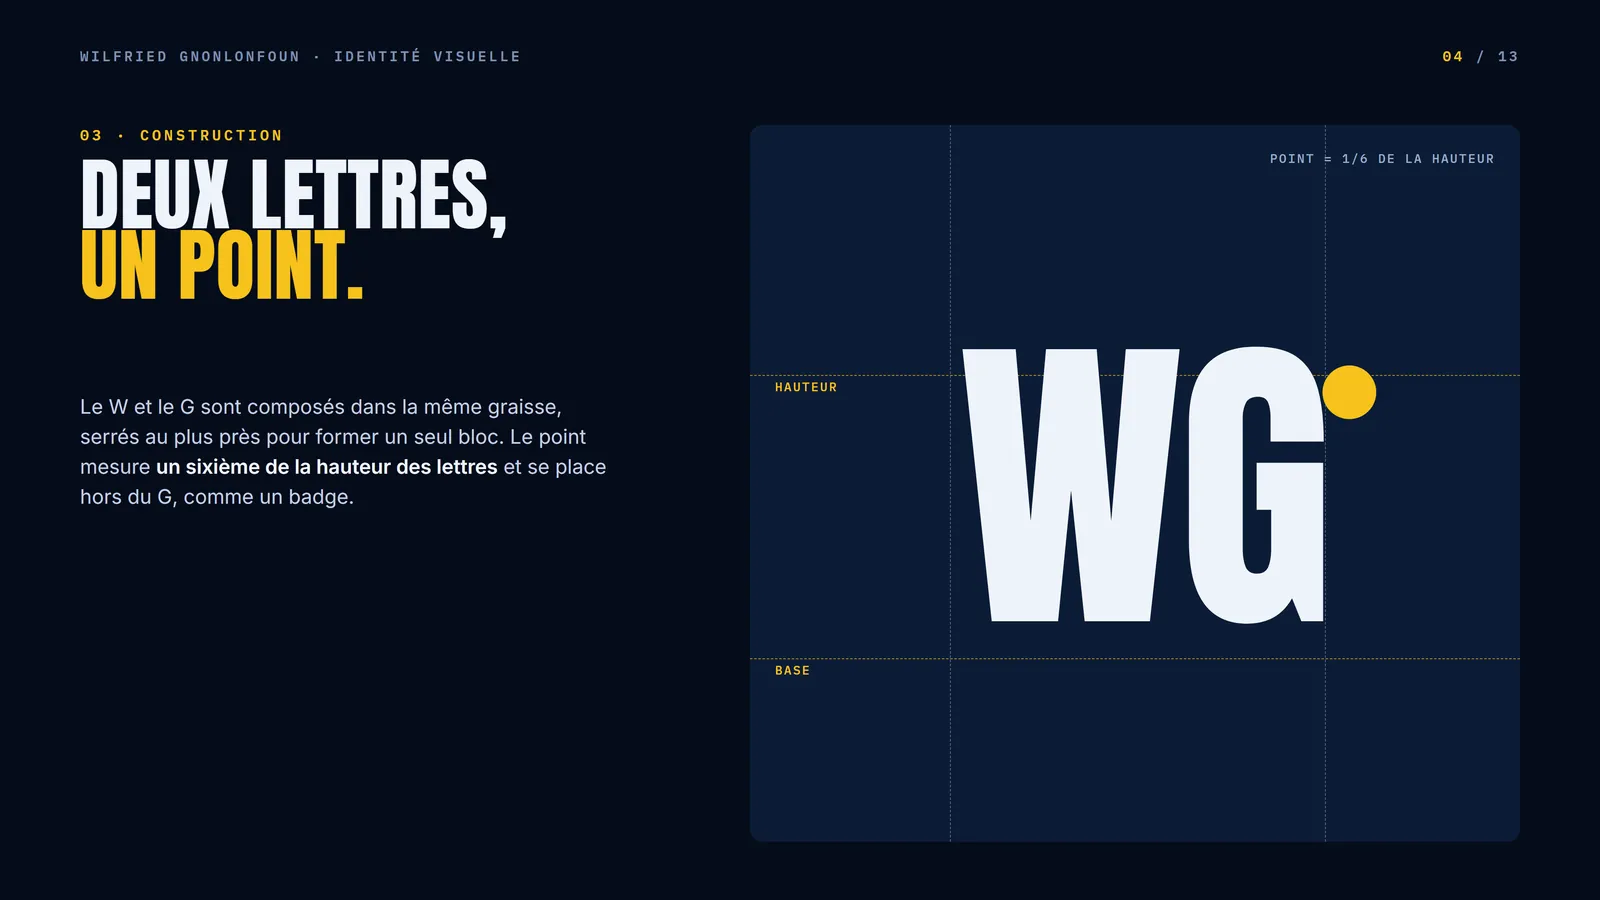 WILFRIED GNONLONFOUN · IDENTITÉ VISUELLE
04 / 13
03 · CONSTRUCTION
DEUX LETTRES,
UN POINT.
Le W et le G sont composés dans la même graisse,
serrés au plus près pour former un seul bloc. Le point
mesure un sixième de la hauteur des lettres et se place
hors du G, comme un badge.
POINT = 1/6 DE LA HAUTEUR
HAUTEUR
WG
BASE